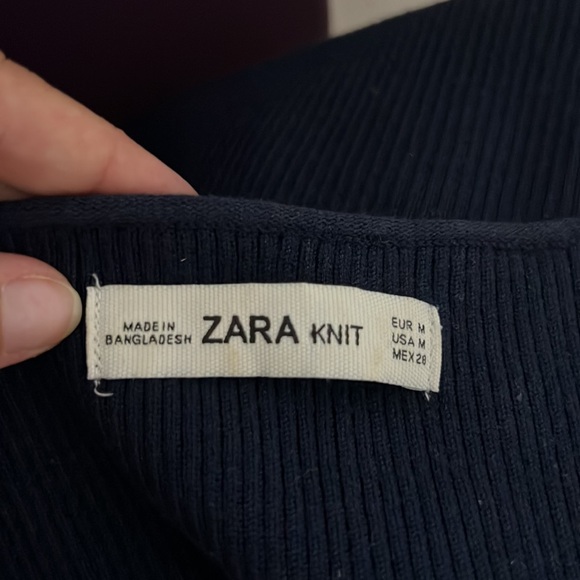 MADE IN
BANGLADESH
ZARA KNIT
EUR M
USA M
MEX 28